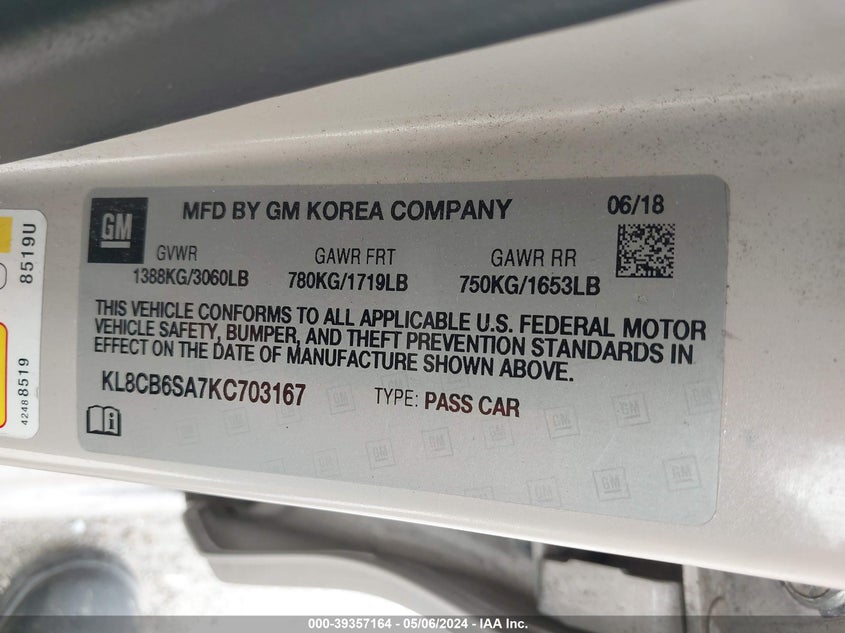 GM
MFD BY GM KOREA COMPANY 06/18
GVWR GAWR FRT GAWR RR
1388KG/3060LB 780KG/1719LB 750KG/1653LB
THIS VEHICLE CONFORMS TO ALL APPLICABLE U.S. FEDERAL MOTOR
VEHICLE SAFETY, BUMPER, AND THEFT PREVENTION STANDARDS IN
EFFECT ON THE DATE OF MANUFACTURE SHOWN ABOVE.
KL8CB6SA7KC703167 TYPE: PASS CAR
8519U
42488519
000-39357164 - 05/06/2024 - IAA Inc.